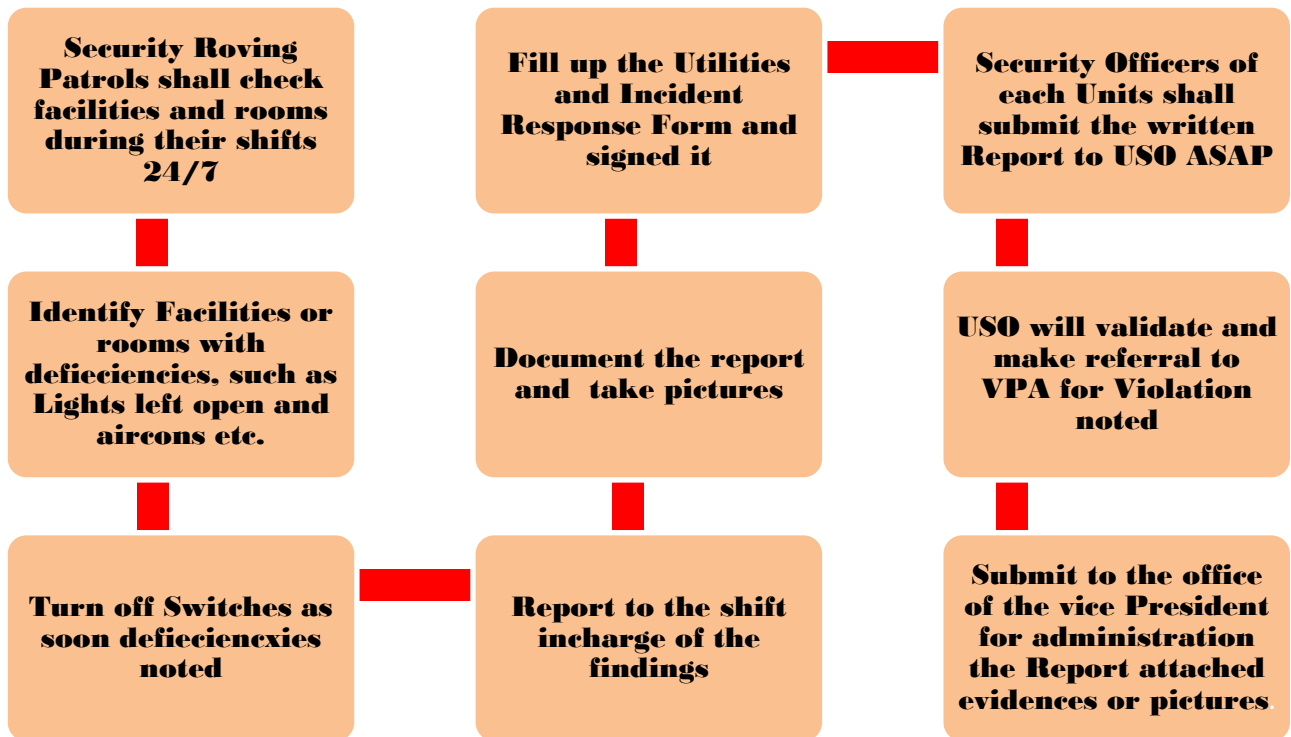 Security Roving
Patrols shall check
facilities and rooms
during their shifts
24/7
Identify Facilities or
rooms with
defieciencies, such as
Lights left open and
aircons etc.
Turn off Switches as
soon defieciencxies
noted
Report to the shift
incharge of the
findings
Document the report
and take pictures
Fill up the Utilities
and Incident
Response Form and
signed it
Security Officers of
each Units shall
submit the written
Report to USO ASAP
USO will validate and
make referral to
VPA for Violation
noted
Submit to the office
of the vice President
for administration
the Report attached
evidences or pictures.